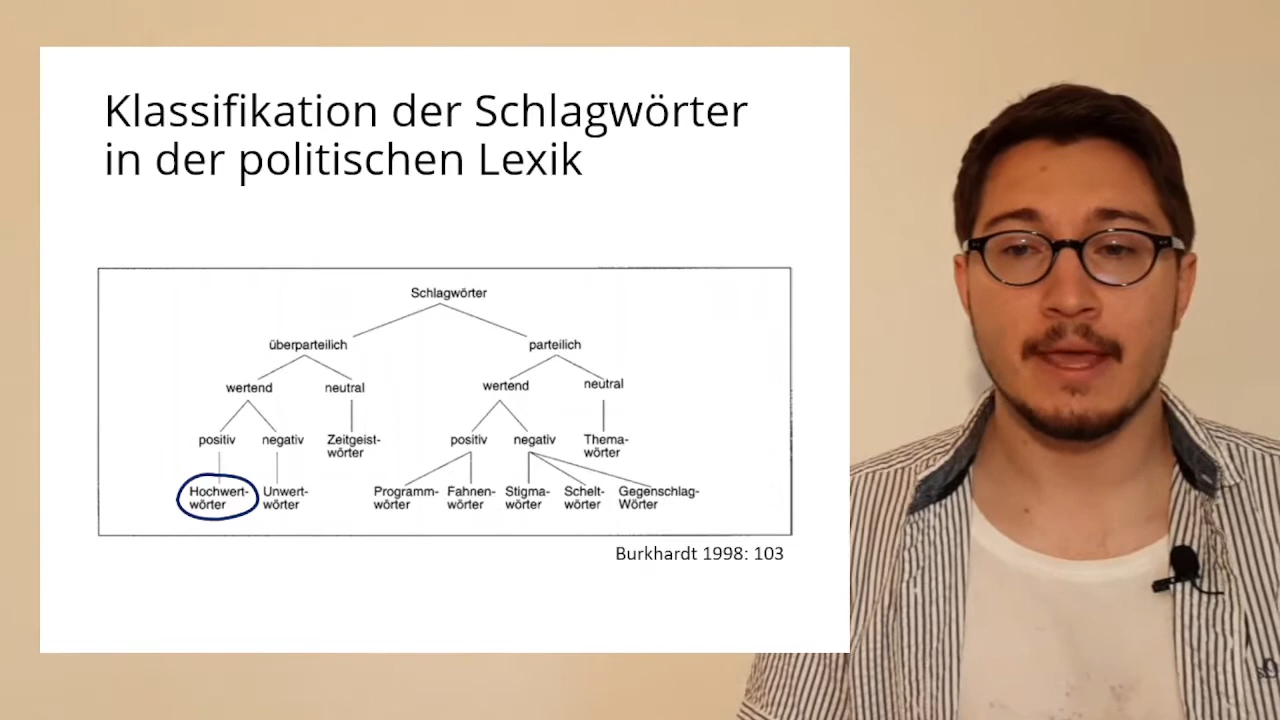 Klassifikation der Schlagwörter
in der politischen Lexik
Schlagwörter
überparteilich parteilich
wertend neutral wertend neutral
positiv negativ Zeitgeist- positiv negativ Thema-
wörter wörter
Hochwert- Unwert- Programm- Fahnen- Stigma- Schelt- Gegenschlag-
wörter wörter wörter wörter wörter wörter Wörter
Burkhardt 1998: 103